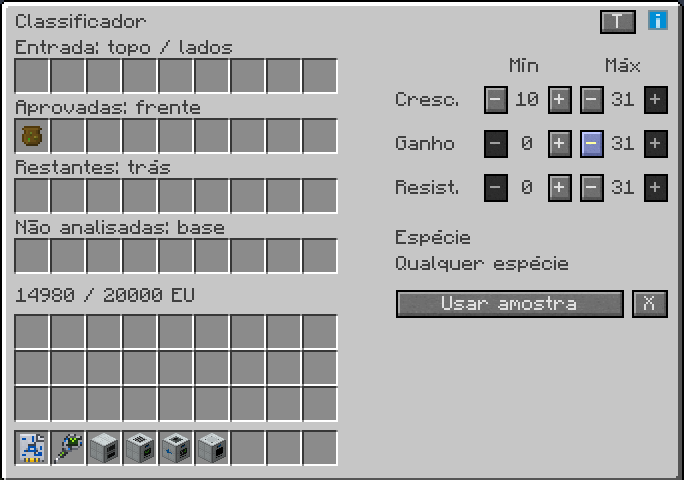 Classificador
T
i
Entrada: topo / lados
Mín Máx
Aprovadas: frente
Cresc. - 10 + - 31 +
Ganho - 0 + - 31 +
Restantes: trás
Resist. - 0 + - 31 +
Não analisadas: base
Espécie
Qualquer espécie
14980 / 20000 EU
Usar amostra X